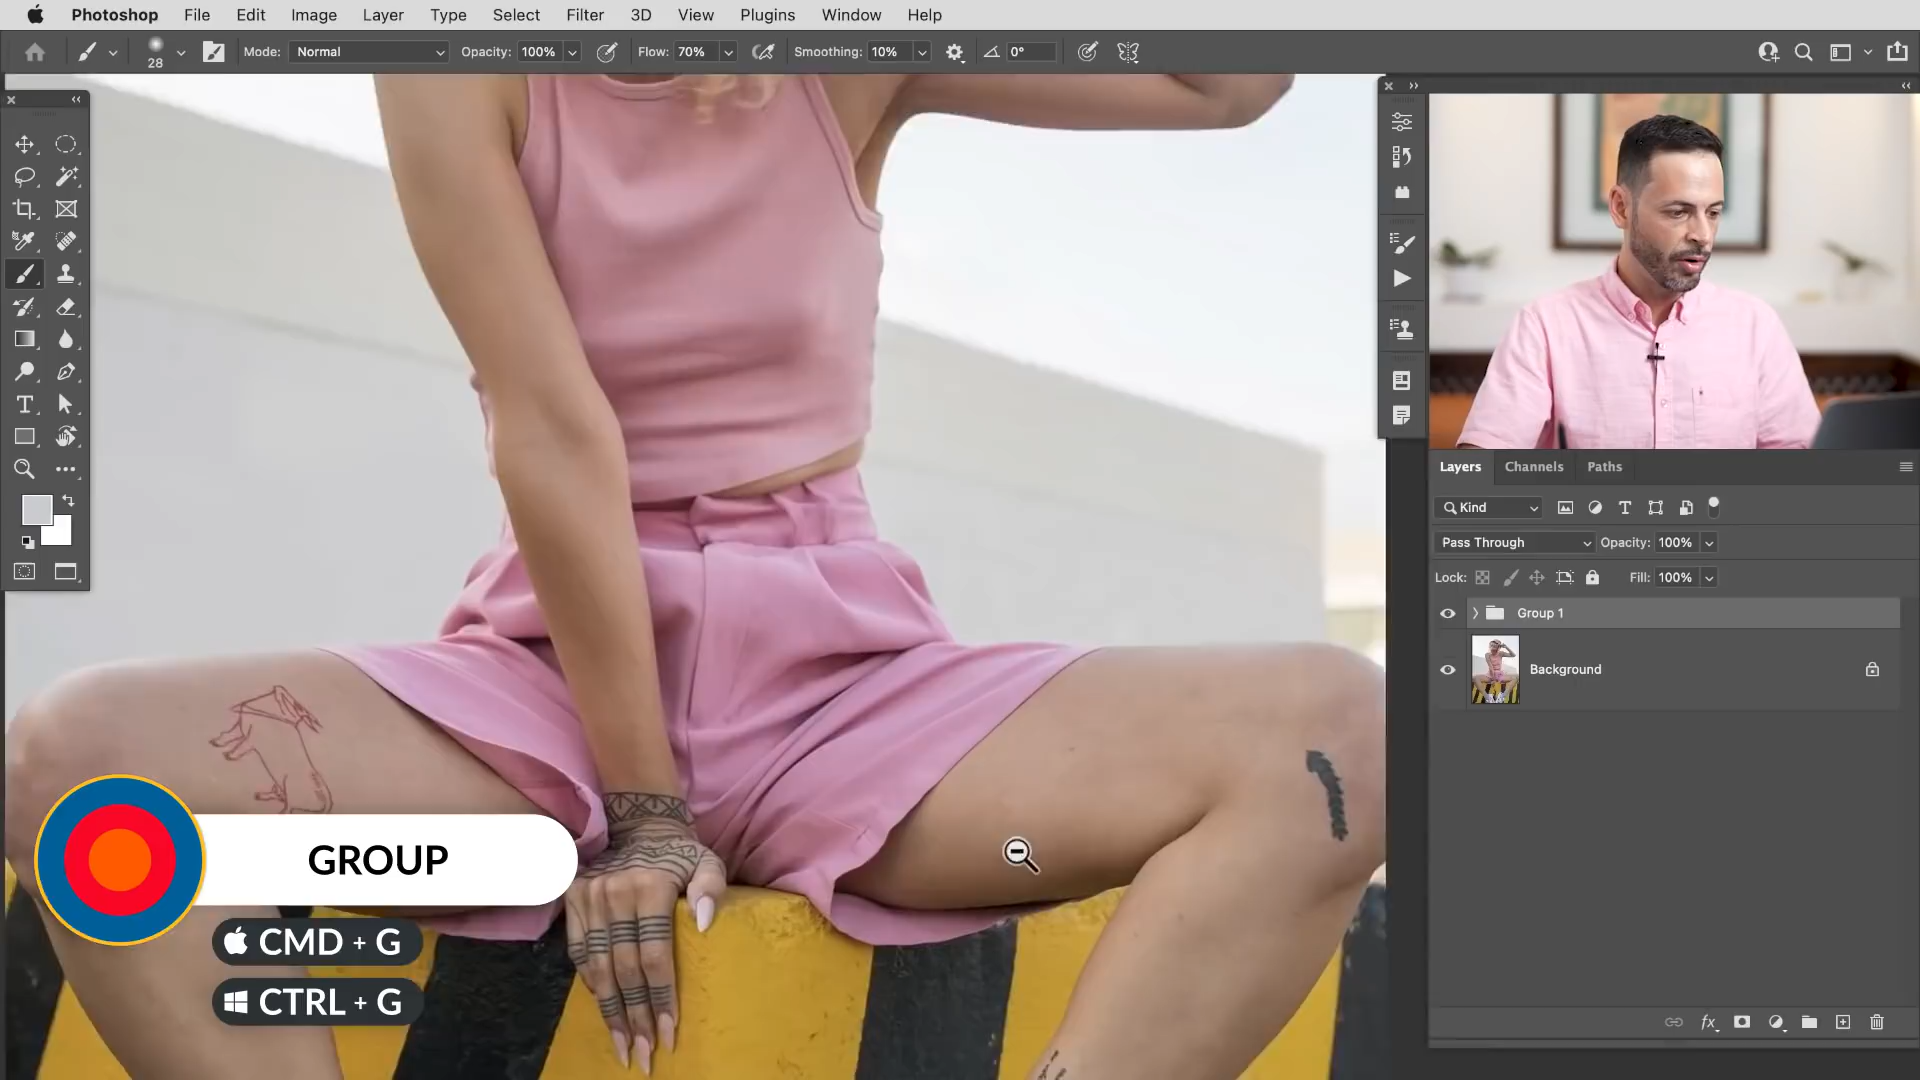 Photoshop File Edit Image Layer Type Select Filter 3D View Plugins Window Help
28 Mode: Normal Opacity: 100% Flow: 70% Smoothing: 10% 0°
Layers Channels Paths
Kind
Pass Through Opacity: 100%
Lock: Fill: 100%
Group 1
Background
GROUP
CMD + G
CTRL + G
fx